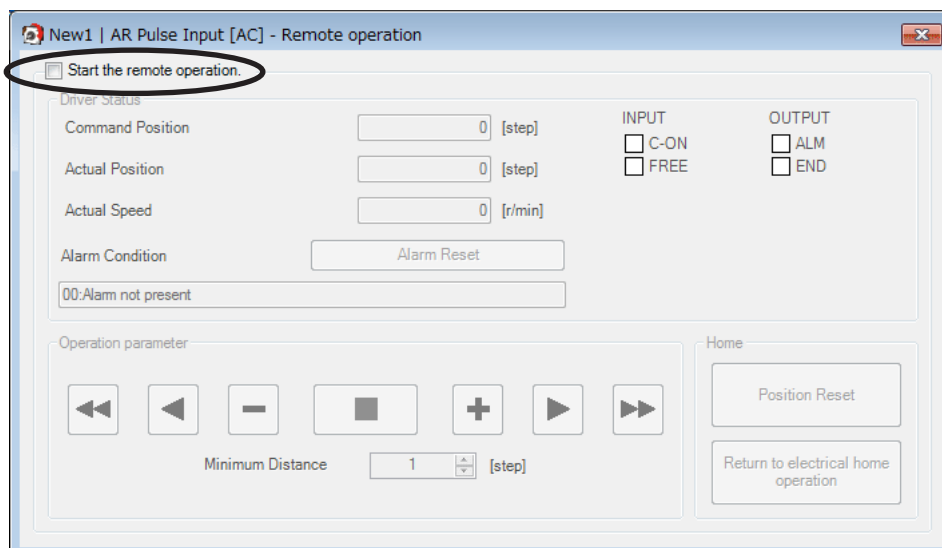 New1 | AR Pulse Input [AC] - Remote operation
Start the remote operation.
Driver Status
Command Position 0 [step]
Actual Position 0 [step]
Actual Speed 0 [r/min]
Alarm Condition Alarm Reset
00:Alarm not present
INPUT
C-ON
FREE
OUTPUT
ALM
END
Operation parameter
Minimum Distance 1 [step]
Home
Position Reset
Return to electrical home
operation